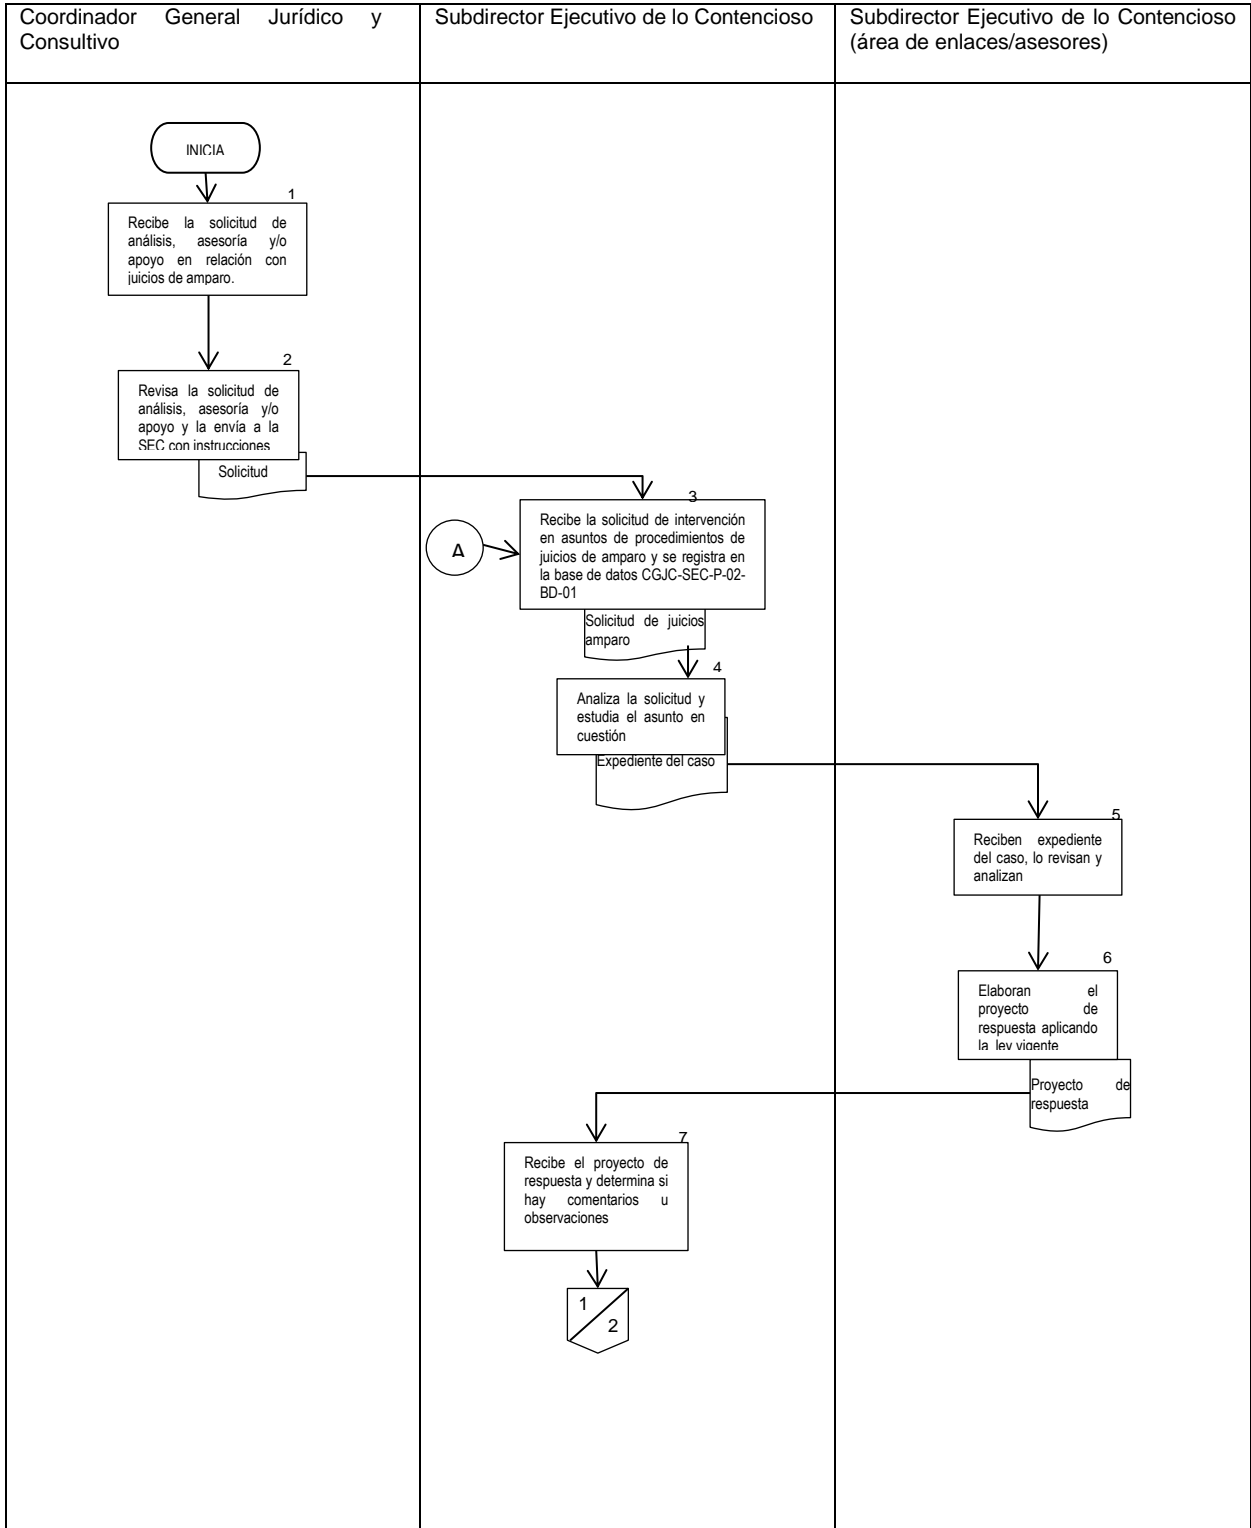 Coordinador General Jurídico y
Consultivo
Subdirector Ejecutivo de lo Contencioso
Subdirector Ejecutivo de lo Contencioso
(área de enlaces/asesores)
INICIA
1
Recibe la solicitud de
análisis, asesoría y/o
apoyo en relación con
juicios de amparo.
2
Revisa la solicitud de
análisis, asesoría y/o
apoyo y la envía a la
SEC con instrucciones
Solicitud
3
Recibe la solicitud de intervención
en asuntos de procedimientos de
juicios de amparo y se registra en
la base de datos CGJC-SEC-P-02-
BD-01
A
Solicitud de juicios
amparo
4
Analiza la solicitud y
estudia el asunto en
cuestión
Expediente del caso
5
Reciben expediente
del caso, lo revisan y
analizan
6
Elaboran el
proyecto de
respuesta aplicando
la ley vigente
Proyecto de
respuesta
7
Recibe el proyecto de
respuesta y determina si
hay comentarios u
observaciones
1
2